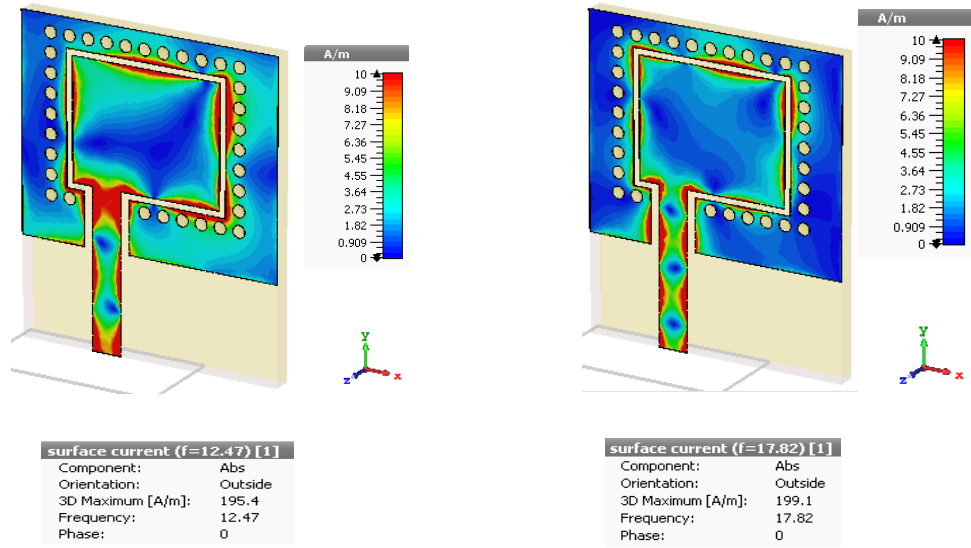 A/m
10
9.09
8.18
7.27
6.36
5.45
4.55
3.64
2.73
1.82
0.909
0
y
z
x
surface current (f=12.47) [1]
Component: Abs
Orientation: Outside
3D Maximum [A/m]: 195.4
Frequency: 12.47
Phase: 0
A/m
10
9.09
8.18
7.27
6.36
5.45
4.55
3.64
2.73
1.82
0.909
0
y
z
x
surface current (f=17.82) [1]
Component: Abs
Orientation: Outside
3D Maximum [A/m]: 199.1
Frequency: 17.82
Phase: 0